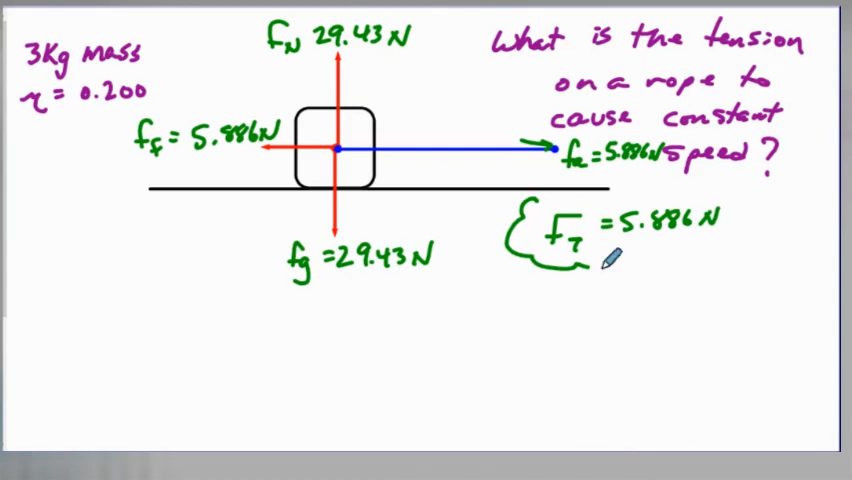 3Kg mass
η = 0.200
fN 29.43 N
What is the tension
on a rope to
cause constant
speed?
ff = 5.886N
fa = 5.886N
fg = 29.43 N
FT = 5.886 N